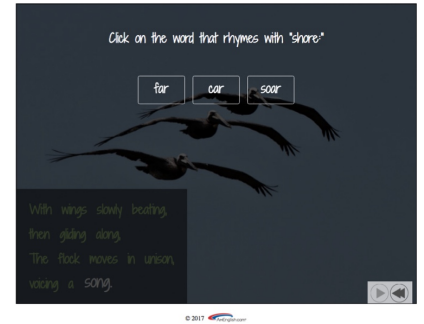 Click on the word that rhymes with "shore:"
far car soar
With wings slowly beating,
then gliding along,
The flock moves in unison,
voicing a song.
© 2017